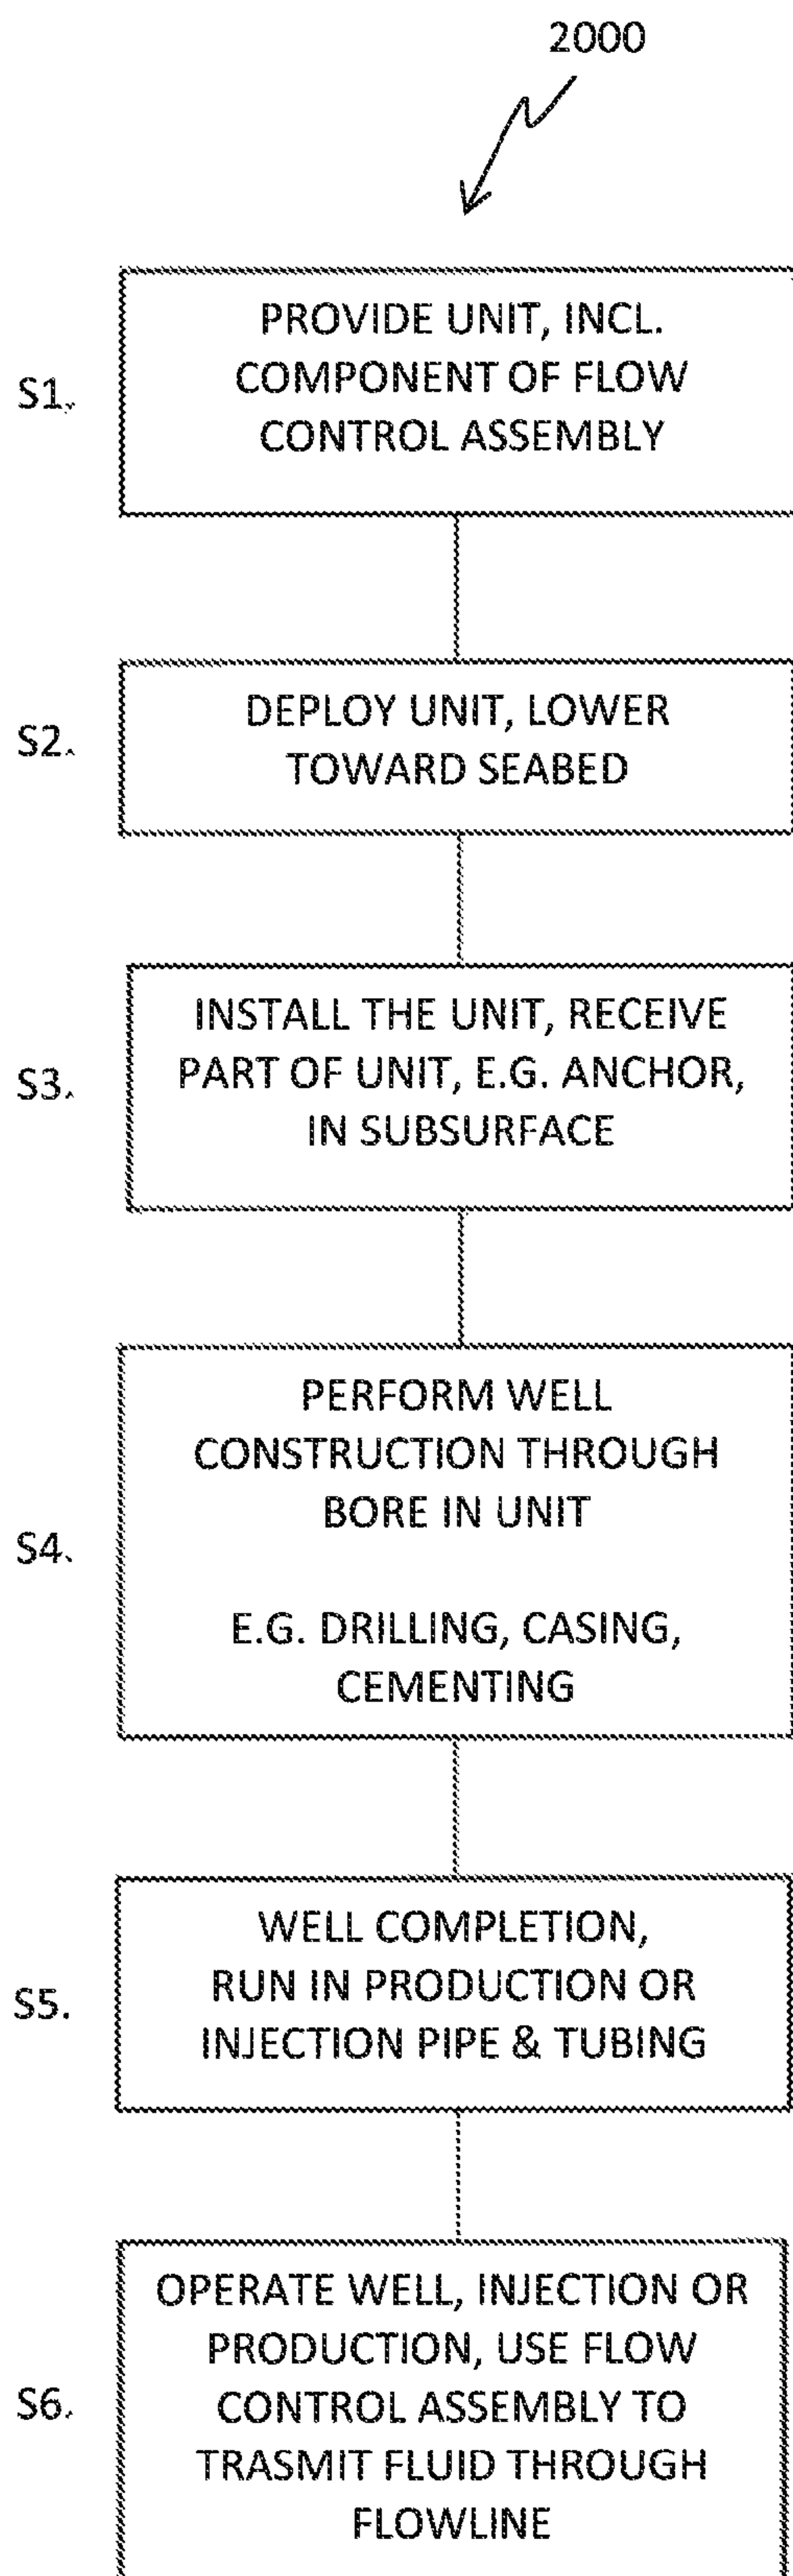 2000
S1.
PROVIDE UNIT, INCL.
COMPONENT OF FLOW
CONTROL ASSEMBLY
S2.
DEPLOY UNIT, LOWER
TOWARD SEABED
S3.
INSTALL THE UNIT, RECEIVE
PART OF UNIT, E.G. ANCHOR,
IN SUBSURFACE
S4.
PERFORM WELL
CONSTRUCTION THROUGH
BORE IN UNIT
E.G. DRILLING, CASING,
CEMENTING
S5.
WELL COMPLETION,
RUN IN PRODUCTION OR
INJECTION PIPE & TUBING
S6.
OPERATE WELL, INJECTION OR
PRODUCTION, USE FLOW
CONTROL ASSEMBLY TO
TRASMIT FLUID THROUGH
FLOWLINE